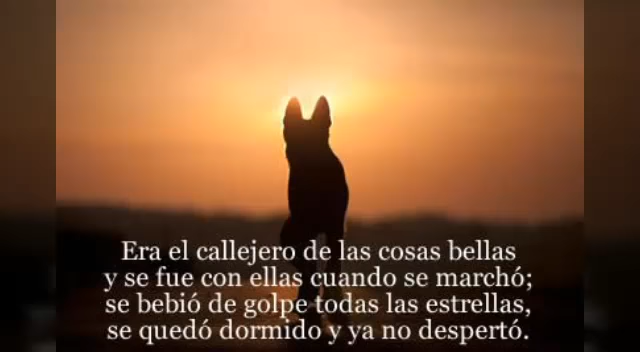 Era el callejero de las cosas bellas
y se fue con ellas cuando se marchó;
se bebió de golpe todas las estrellas,
se quedó dormido y ya no despertó.